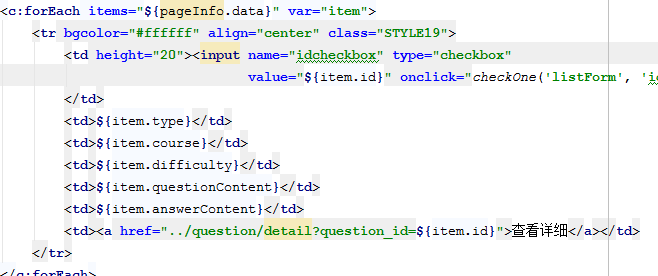 <c:forEach items="${pageInfo.data}" var="item">
<tr bgcolor="#ffffff" align="center" class="STYLE19">
<td height="20"><input name="idcheckbox" type="checkbox"
value="${item.id}" onclick="checkOne('listForm', 'id
</td>
<td>${item.type}</td>
<td>${item.course}</td>
<td>${item.difficulty}</td>
<td>${item.questionContent}</td>
<td>${item.answerContent}</td>
<td><a href="../question/detail?question_id=${item.id}">查看详细</a></td>
</tr>
</c:forEach>